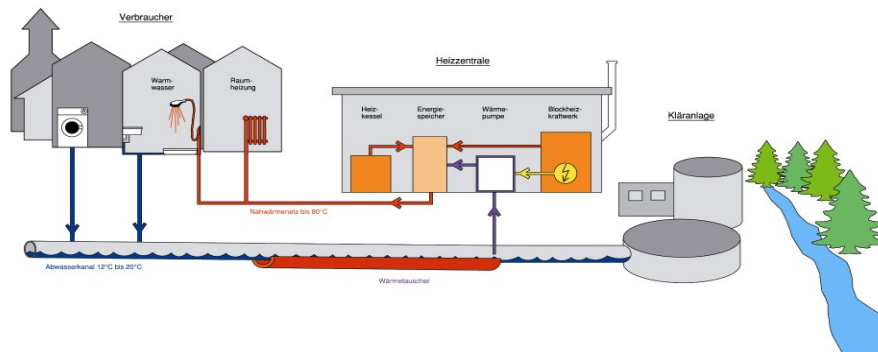 Verbraucher
Warm-
wasser
Raum-
heizung
Heizzentrale
Heiz-
kessel
Energie-
speicher
Wärme-
pumpe
Blockheiz-
kraftwerk
Kläranlage
Nahwärmenetz bis 60°C
Abwasserkanal 12°C bis 20°C
Wärmetauscher